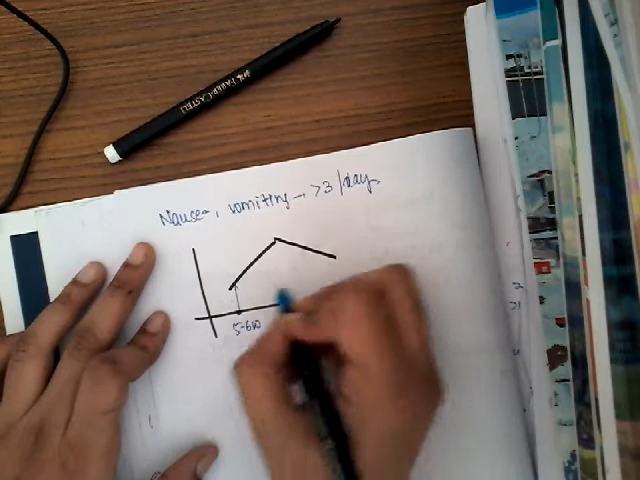 FABER-CASTELL
Nausea, vomiting → >3/day
5-6w